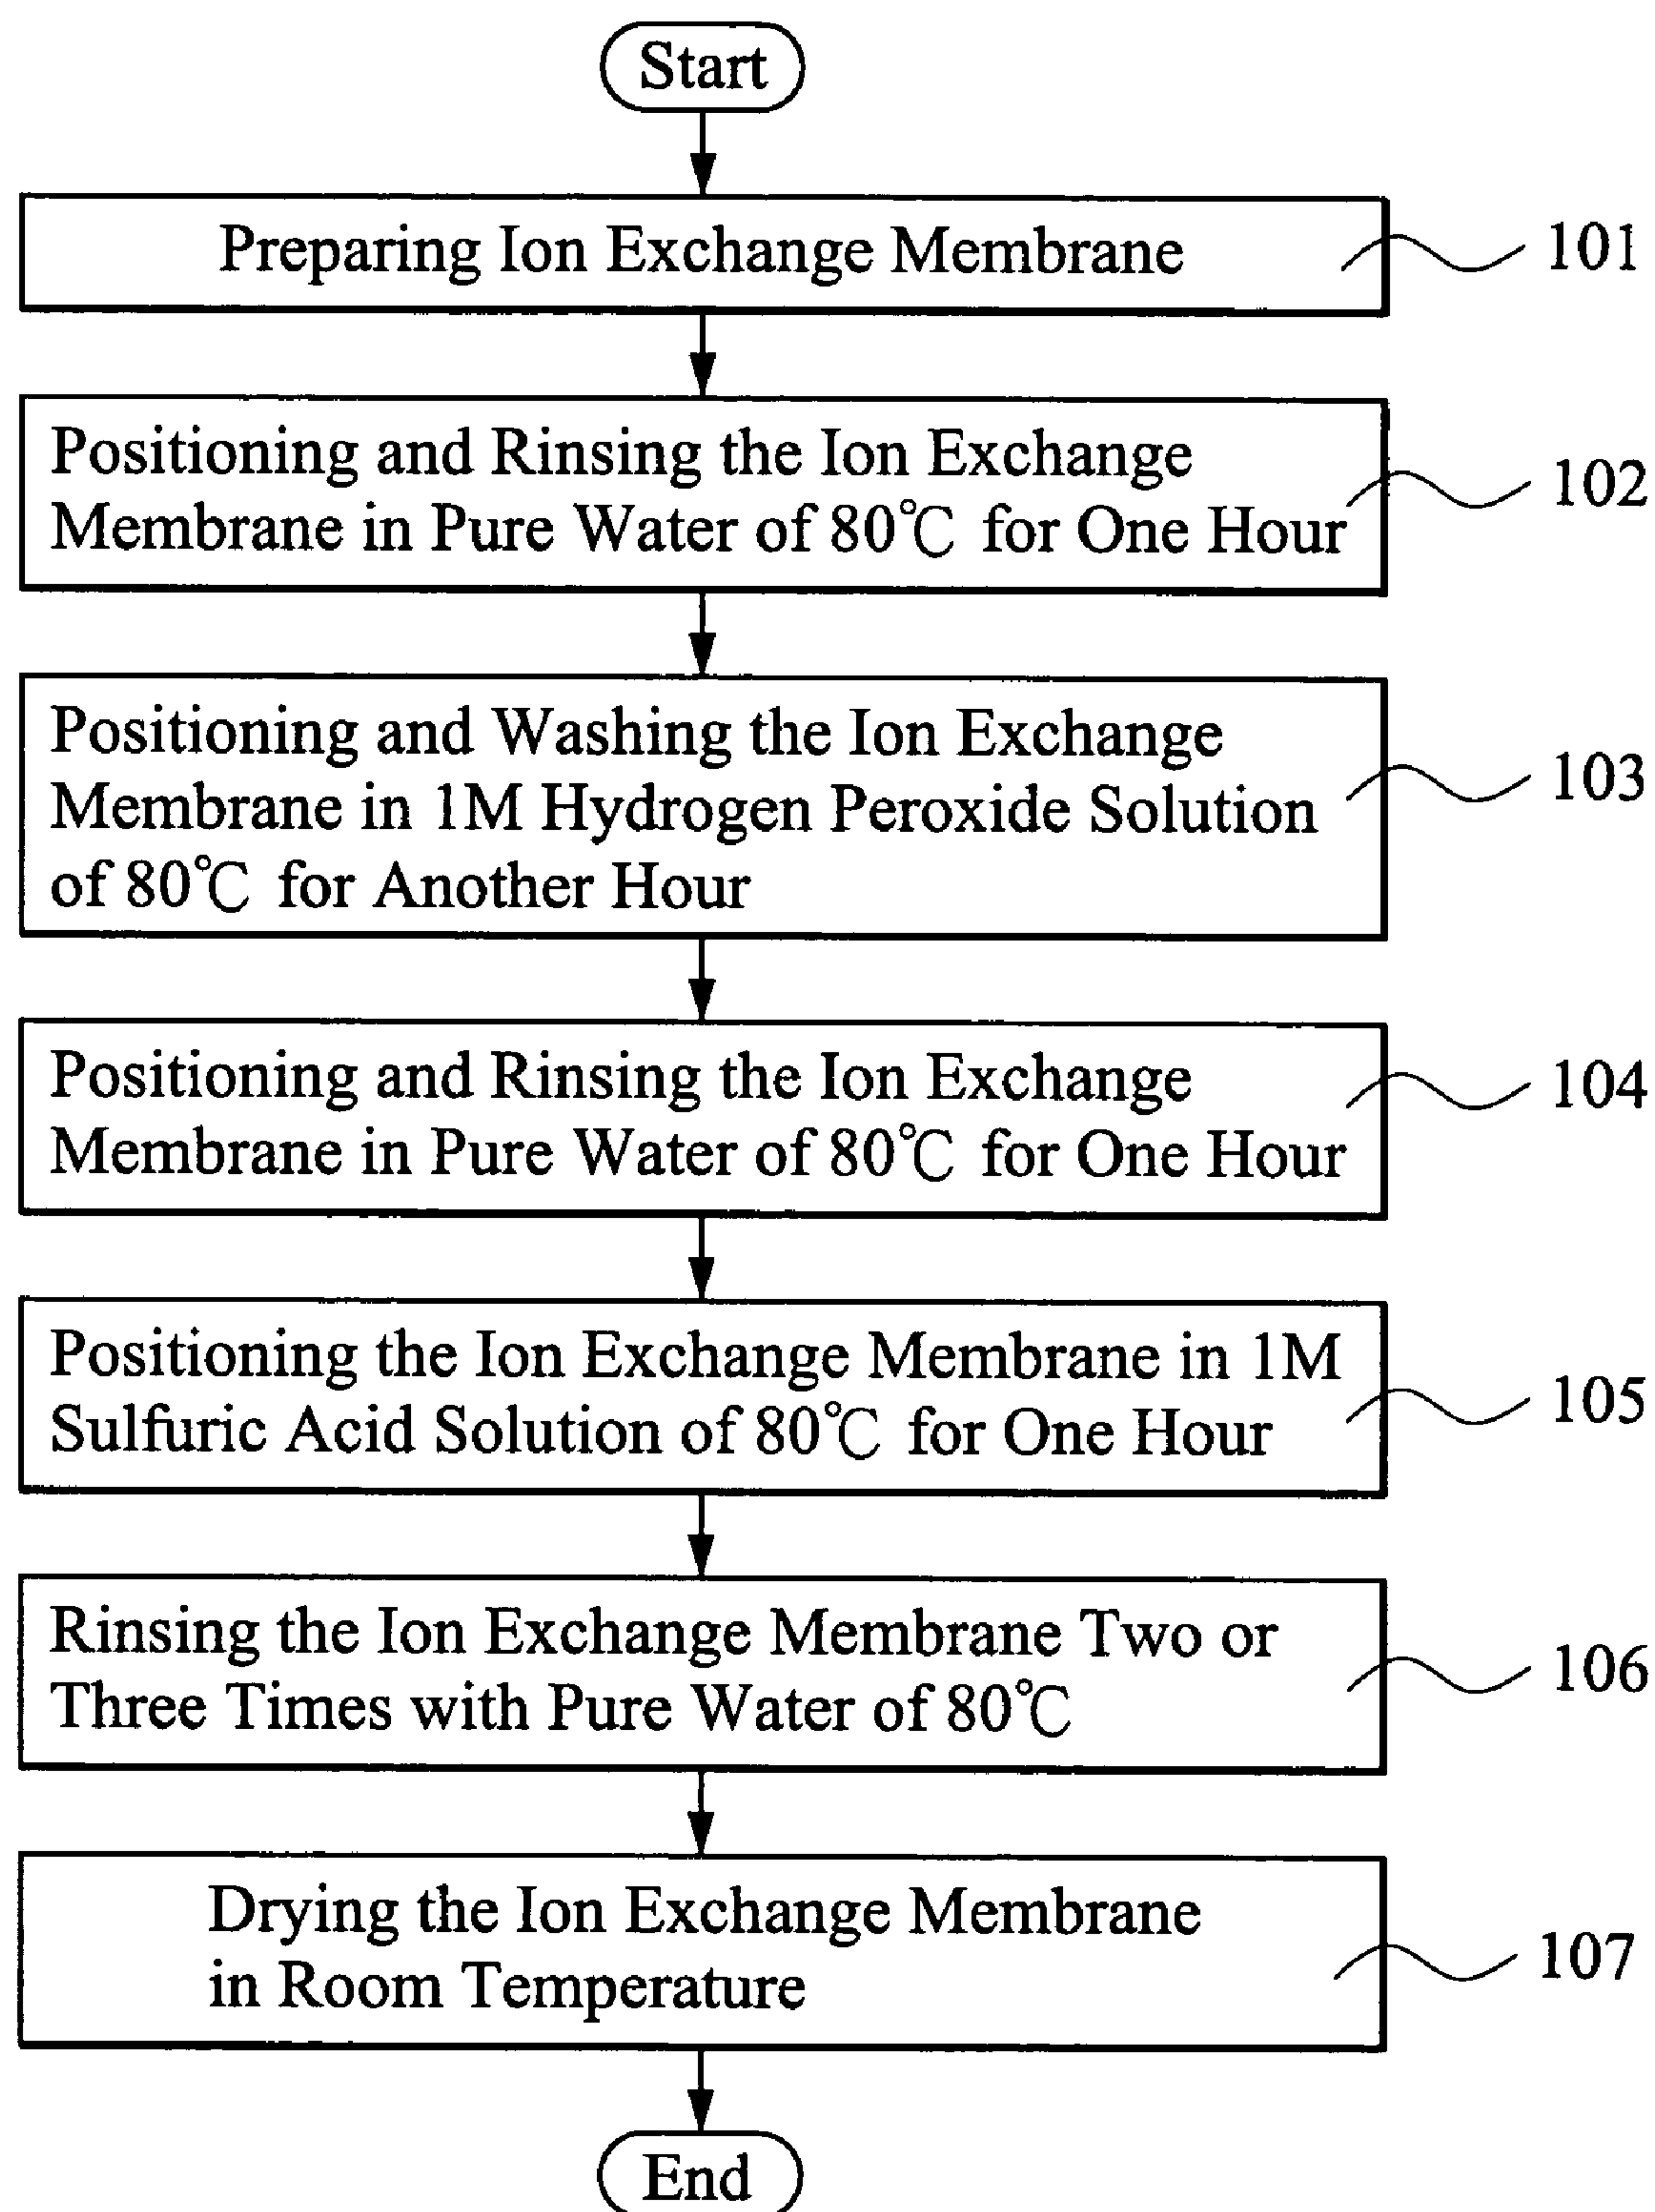 Start
Preparing Ion Exchange Membrane
101
Positioning and Rinsing the Ion Exchange
Membrane in Pure Water of 80℃ for One Hour
102
Positioning and Washing the Ion Exchange
Membrane in 1M Hydrogen Peroxide Solution
of 80℃ for Another Hour
103
Positioning and Rinsing the Ion Exchange
Membrane in Pure Water of 80℃ for One Hour
104
Positioning the Ion Exchange Membrane in 1M
Sulfuric Acid Solution of 80℃ for One Hour
105
Rinsing the Ion Exchange Membrane Two or
Three Times with Pure Water of 80℃
106
Drying the Ion Exchange Membrane
in Room Temperature
107
End